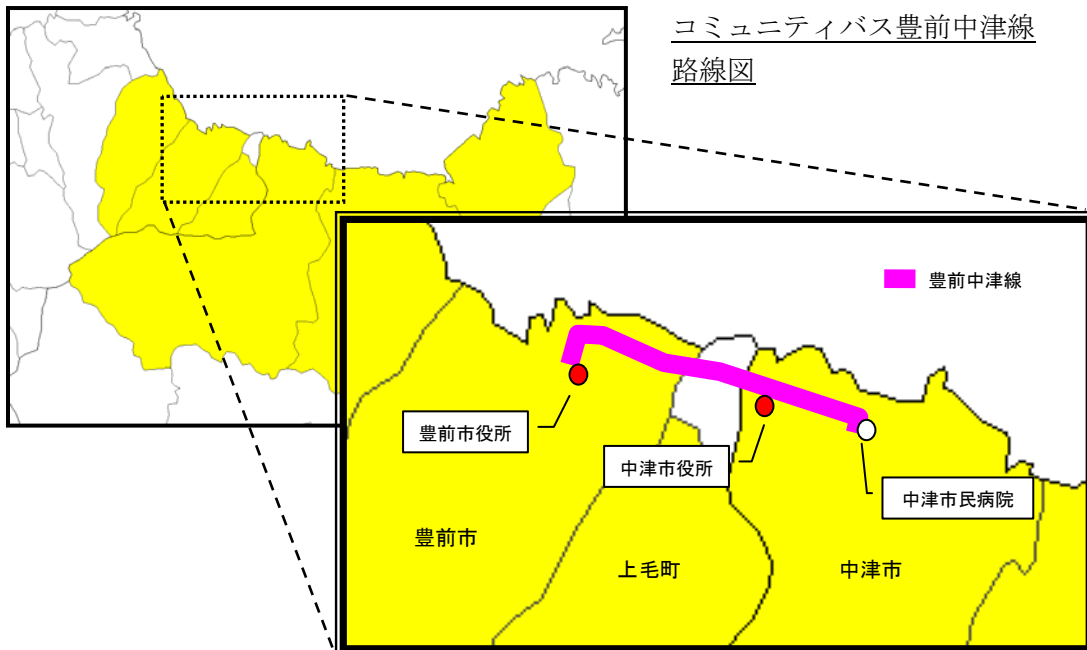 コミュニティバス豊前中津線
路線図
豊前中津線
豊前市役所
中津市役所
中津市民病院
豊前市
上毛町
中津市